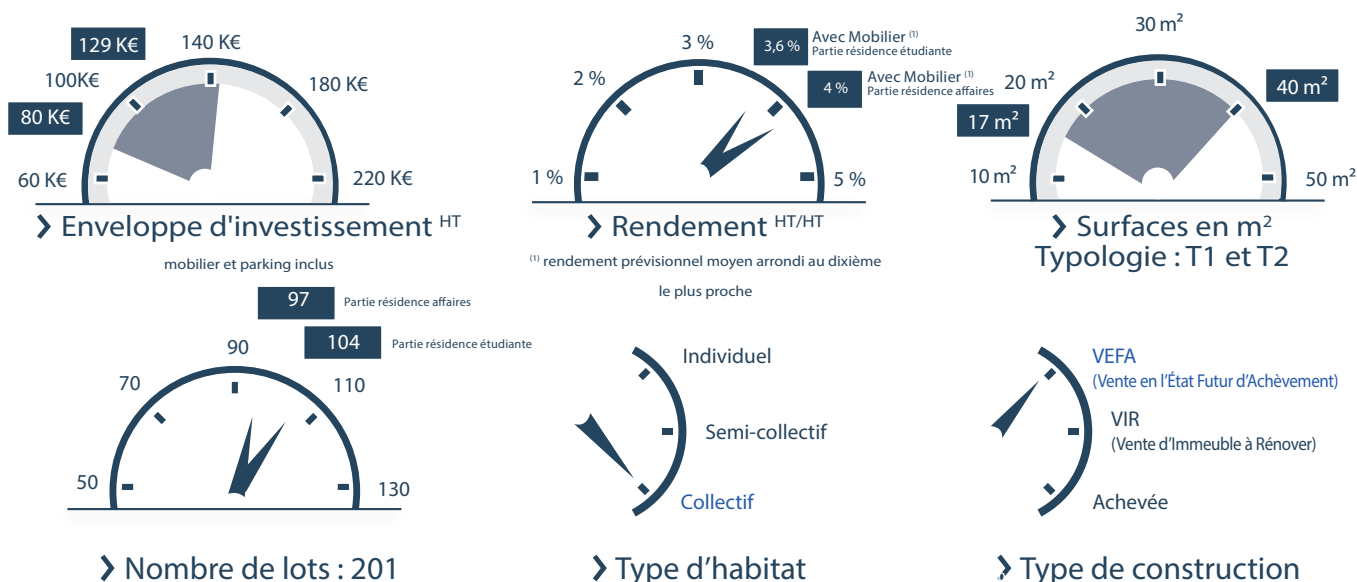 129 K€
140 K€
100K€
180 K€
80 K€
60 K€
220 K€
❯ Enveloppe d'investissement HT
mobilier et parking inclus
3 %
3,6 %
Avec Mobilier (1)
Partie résidence étudiante
2 %
4 %
Avec Mobilier (1)
Partie résidence affaires
1 %
5 %
❯ Rendement HT/HT
(1) rendement prévisionnel moyen arrondi au dixième
le plus proche
30 m²
20 m²
40 m²
17 m²
10 m²
50 m²
❯ Surfaces en m²
Typologie : T1 et T2
97
Partie résidence affaires
104
Partie résidence étudiante
90
70
110
50
130
❯ Nombre de lots : 201
Individuel
Semi-collectif
Collectif
❯ Type d’habitat
VEFA
(Vente en l’État Futur d’Achèvement)
VIR
(Vente d’Immeuble à Rénover)
Achevée
❯ Type de construction